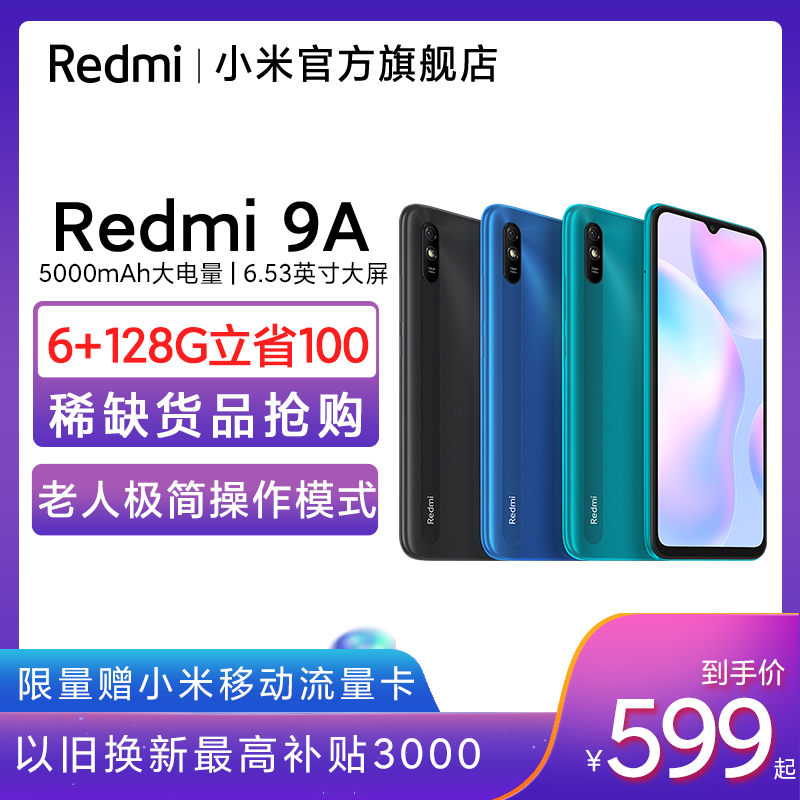 Redmi | 小米官方旗舰店
Redmi 9A
5000mAh大电量 | 6.53英寸大屏
6+128G立省100
稀缺货品抢购
老人极简操作模式
Redmi
Redmi
Redmi
限量赠小米移动流量卡
以旧换新最高补贴3000
到手价
¥599起